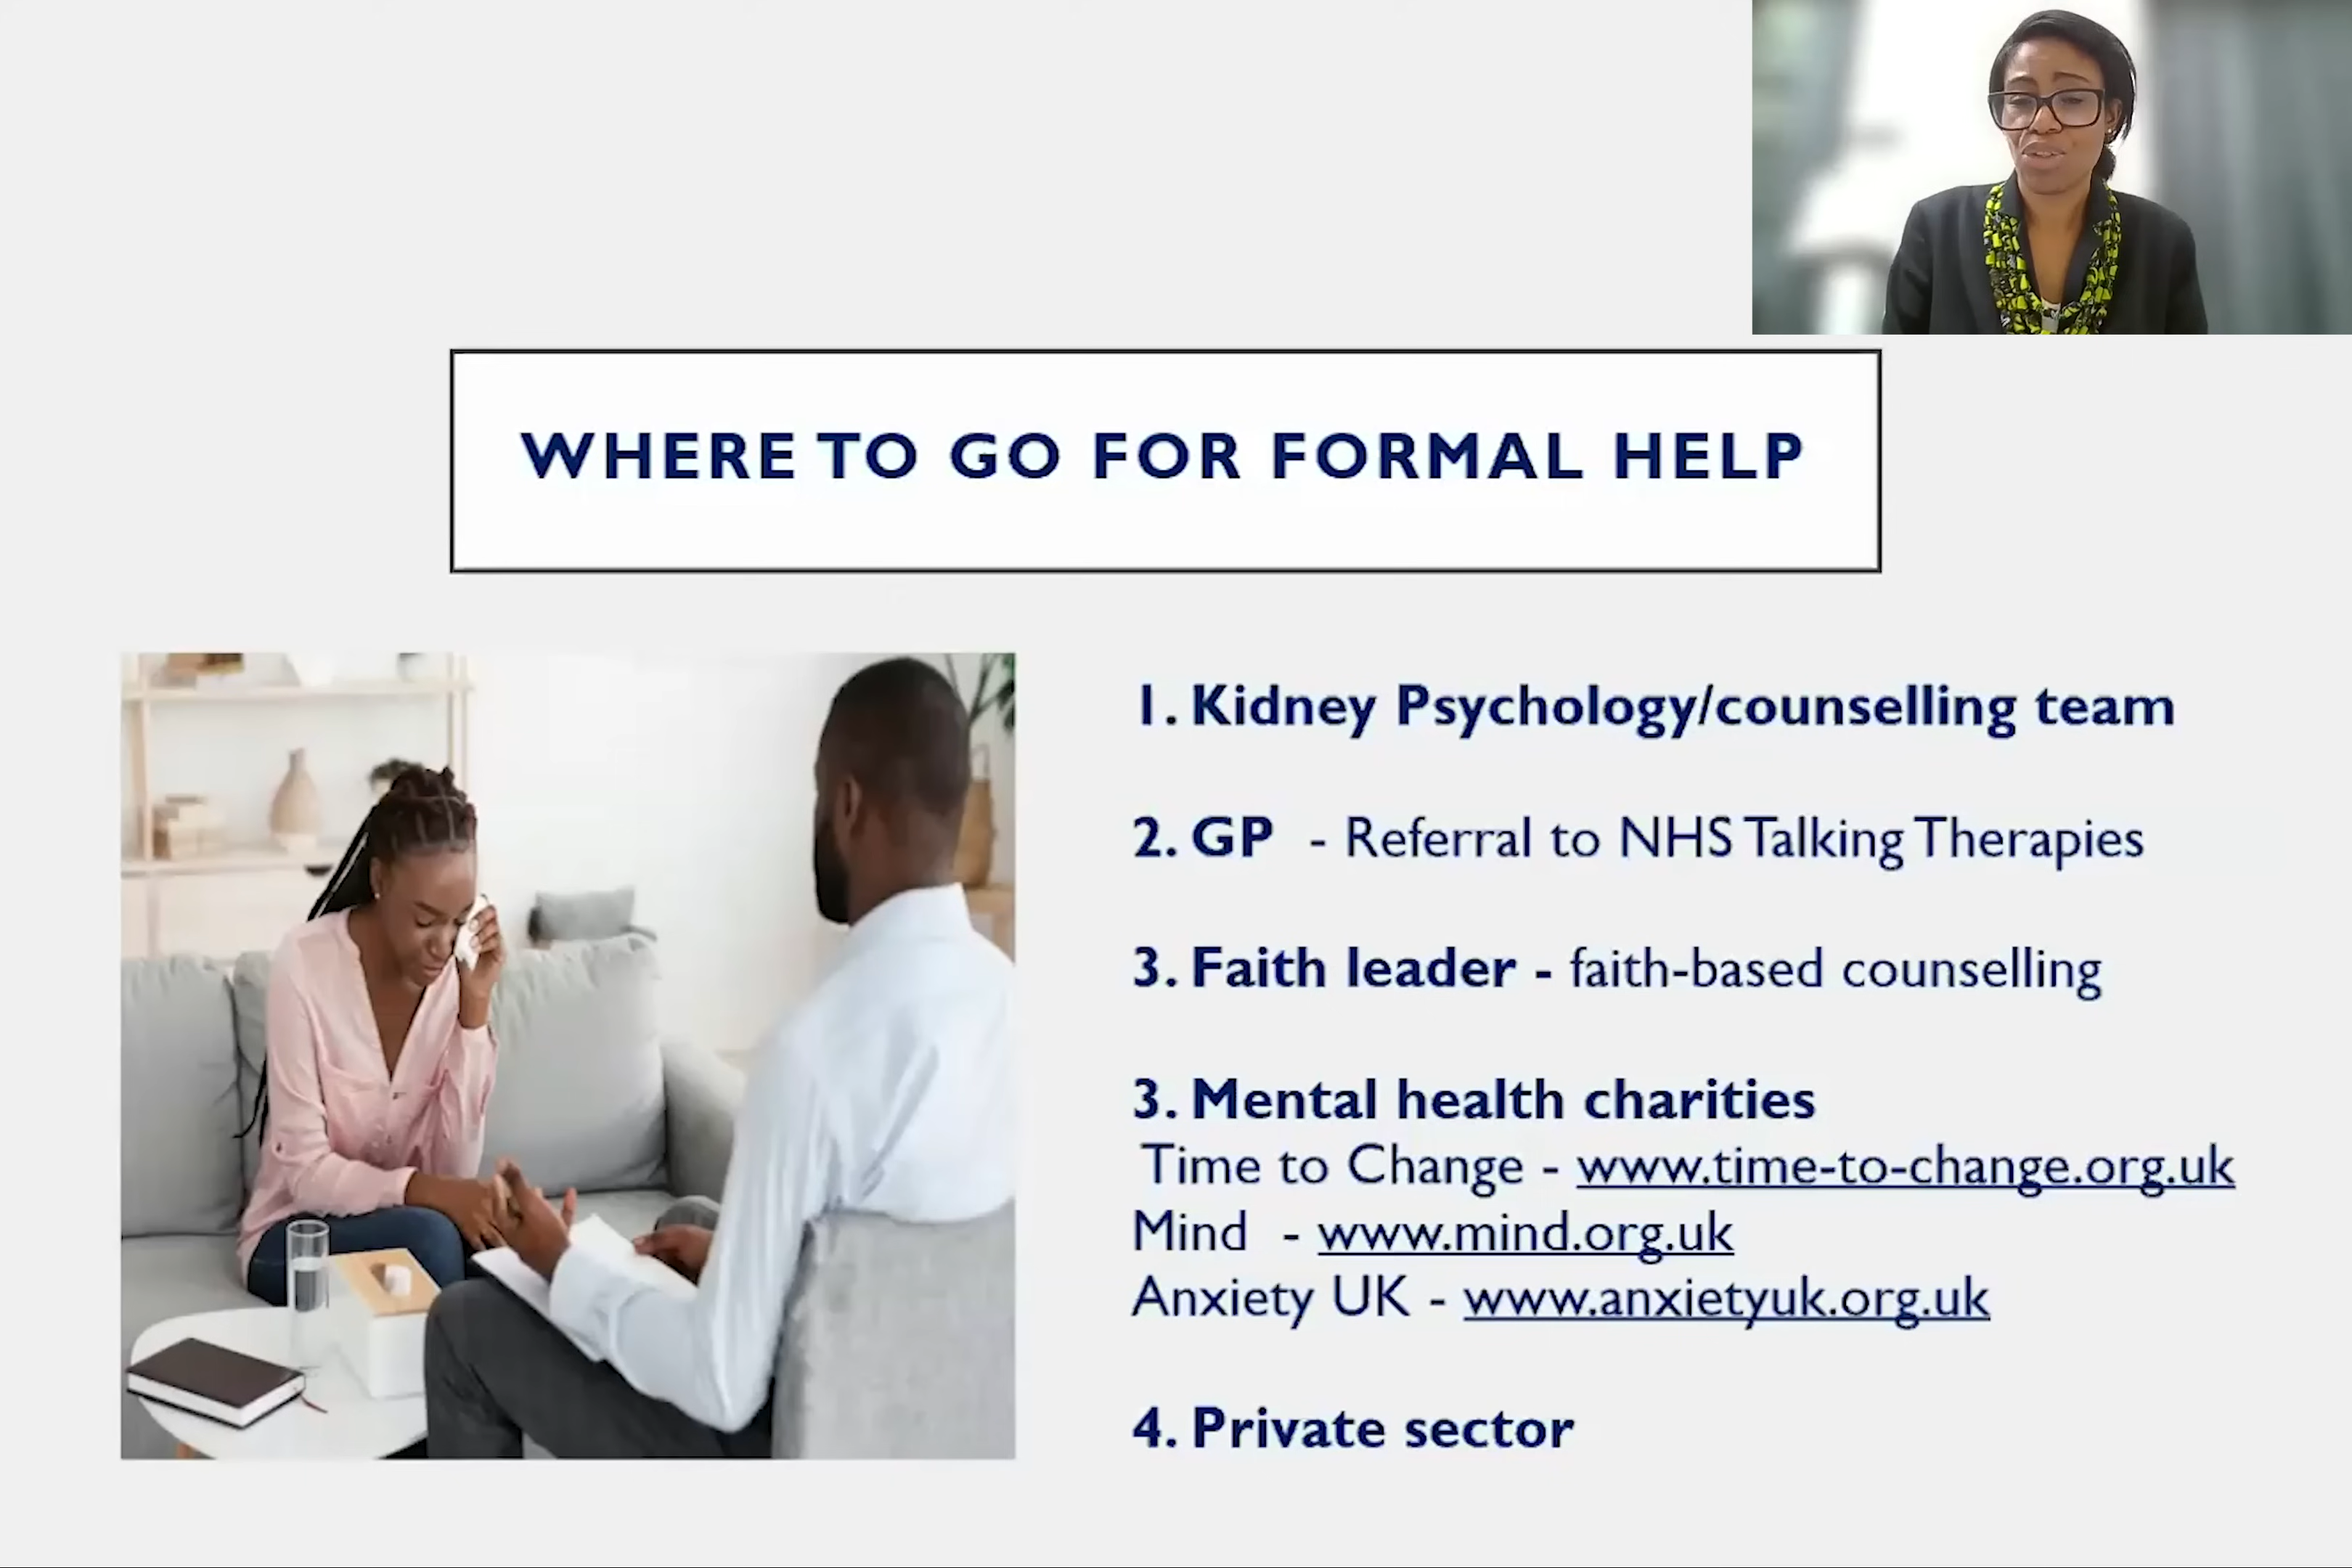 WHERE TO GO FOR FORMAL HELP
1. Kidney Psychology/counselling team
2. GP - Referral to NHS Talking Therapies
3. Faith leader - faith-based counselling
3. Mental health charities
Time to Change - www.time-to-change.org.uk
Mind - www.mind.org.uk
Anxiety UK - www.anxietyuk.org.uk
4. Private sector